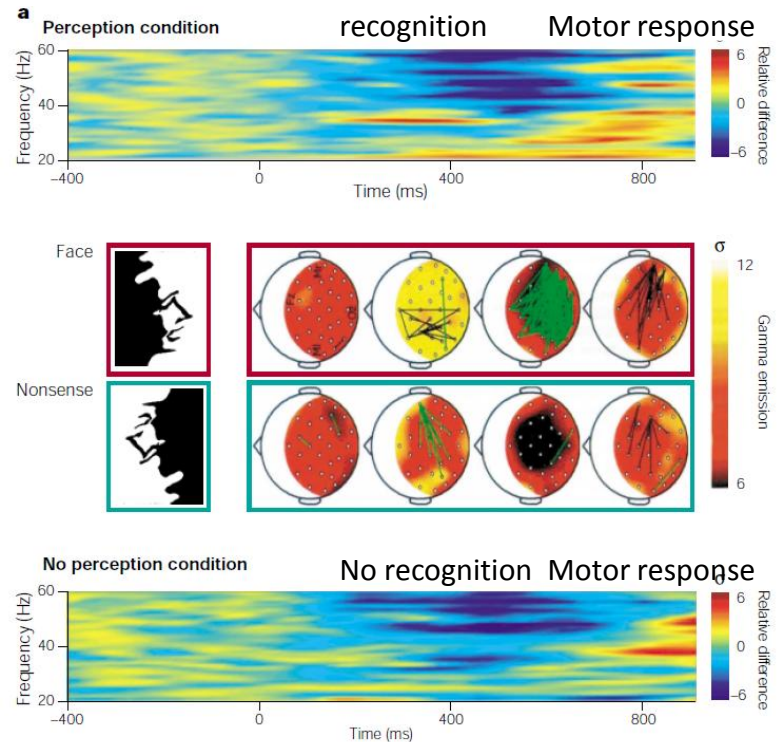 a
Perception condition
recognition
Motor response
60
40
20
Frequency (Hz)
–400
0
400
800
Time (ms)
6
0
–6
Relative difference
Face
Nonsense
σ
12
6
Gamma emission
No perception condition
No recognition
Motor response
60
40
20
Frequency (Hz)
–400
0
400
800
Time (ms)
6
0
–6
Relative difference